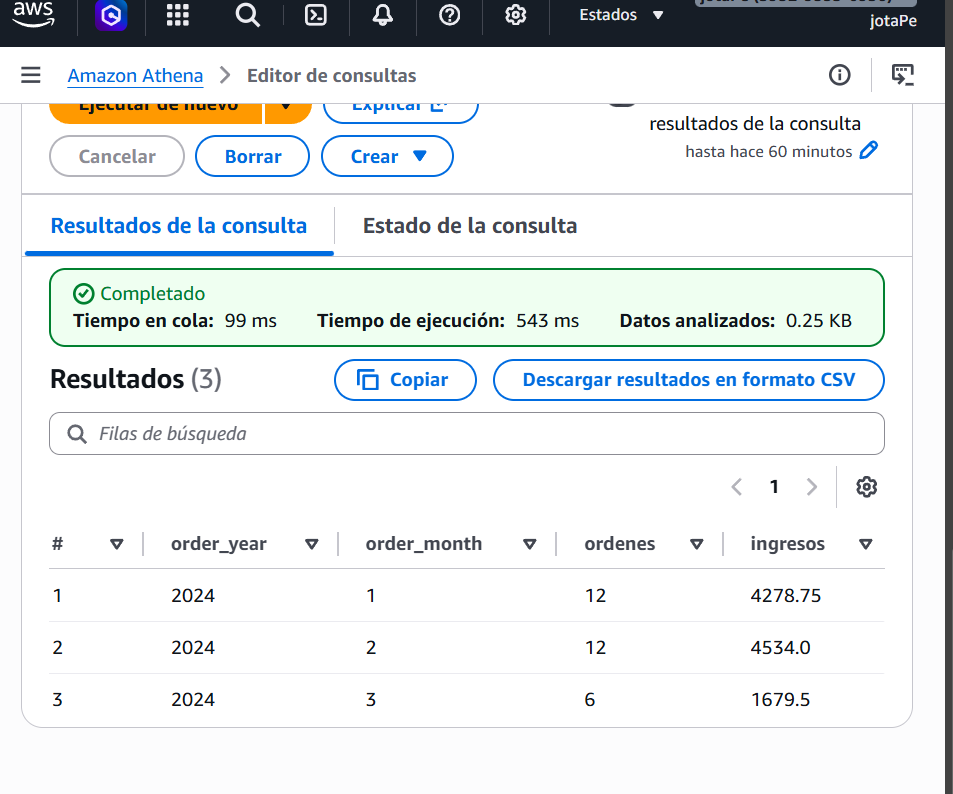 aws
Estados
jotaPe
Amazon Athena > Editor de consultas
Ejecutar de nuevo
Explicar
resultados de la consulta
hasta hace 60 minutos
Cancelar
Borrar
Crear
Resultados de la consulta
Estado de la consulta
Completado
Tiempo en cola: 99 ms Tiempo de ejecución: 543 ms Datos analizados: 0.25 KB
Resultados (3)
Copiar
Descargar resultados en formato CSV
Filas de búsqueda
1
# order_year order_month ordenes ingresos
1 2024 1 12 4278.75
2 2024 2 12 4534.0
3 2024 3 6 1679.5